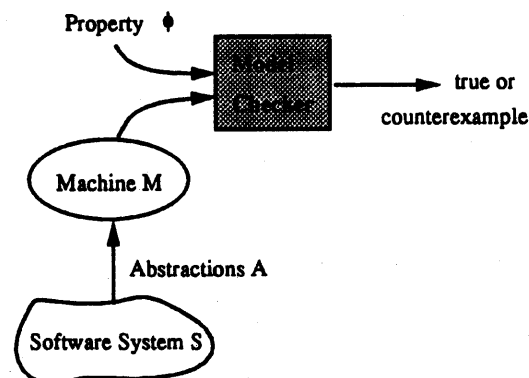 Property ϕ
Model
Checker
true or
counterexample
Machine M
Abstractions A
Software System S